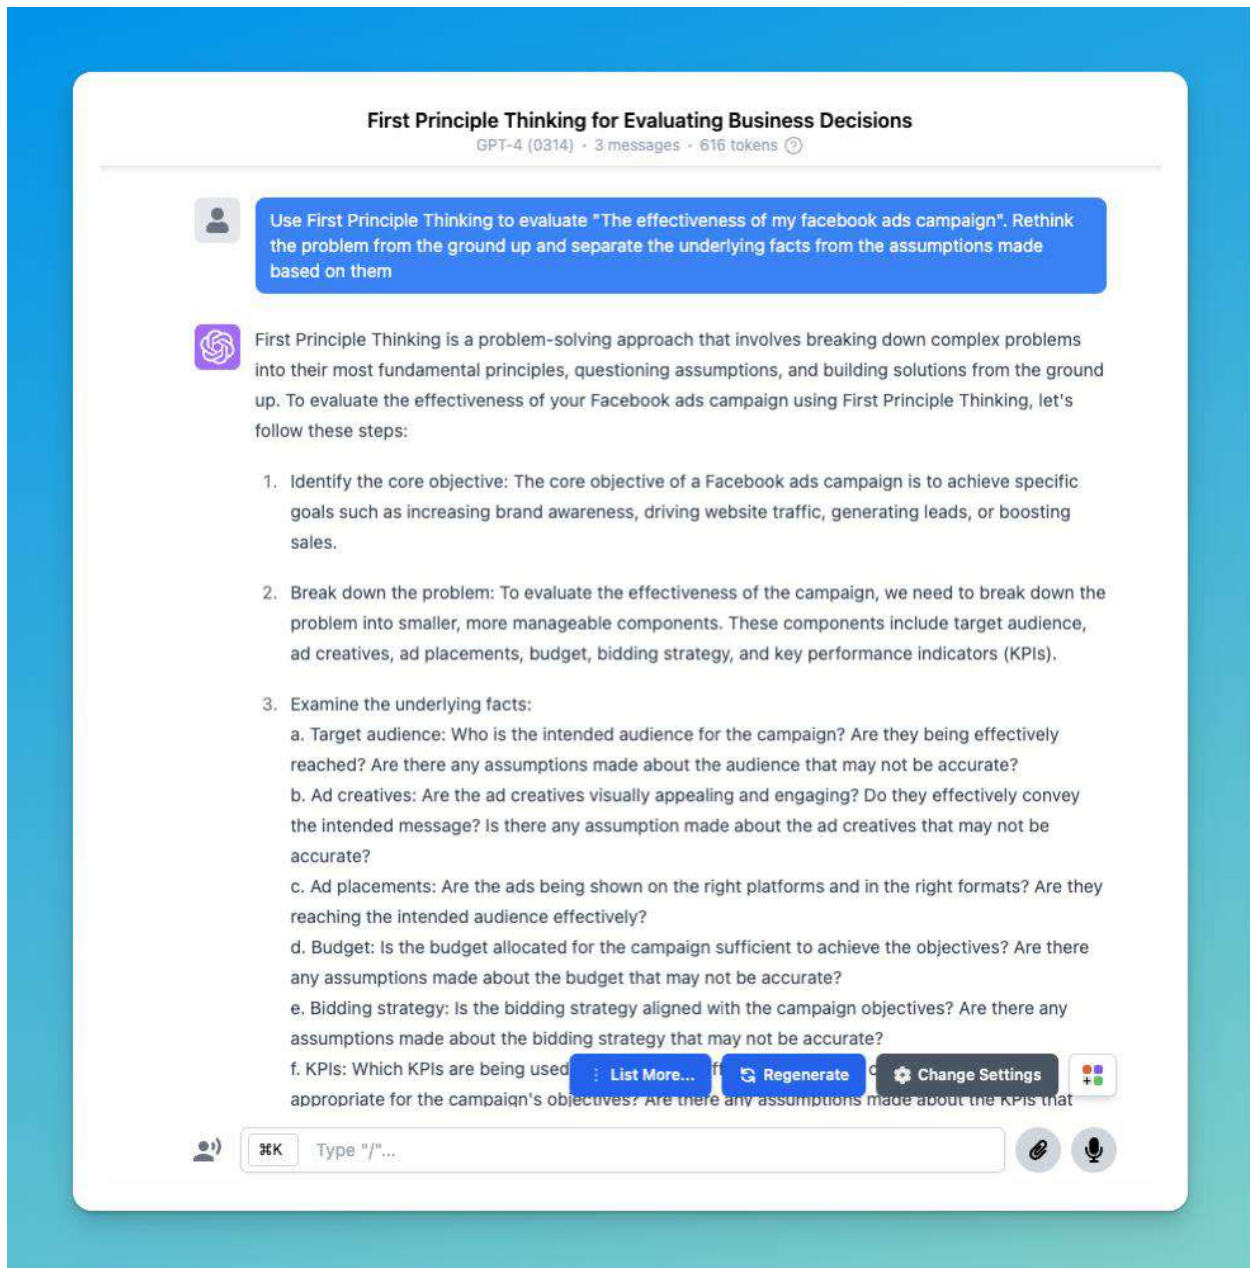 First Principle Thinking for Evaluating Business Decisions
GPT-4 (0314) • 3 messages • 616 tokens ?
Use First Principle Thinking to evaluate "The effectiveness of my facebook ads campaign". Rethink
the problem from the ground up and separate the underlying facts from the assumptions made
based on them
First Principle Thinking is a problem-solving approach that involves breaking down complex problems
into their most fundamental principles, questioning assumptions, and building solutions from the ground
up. To evaluate the effectiveness of your Facebook ads campaign using First Principle Thinking, let's
follow these steps:
1. Identify the core objective: The core objective of a Facebook ads campaign is to achieve specific
goals such as increasing brand awareness, driving website traffic, generating leads, or boosting
sales.
2. Break down the problem: To evaluate the effectiveness of the campaign, we need to break down the
problem into smaller, more manageable components. These components include target audience,
ad creatives, ad placements, budget, bidding strategy, and key performance indicators (KPIs).
3. Examine the underlying facts:
a. Target audience: Who is the intended audience for the campaign? Are they being effectively
reached? Are there any assumptions made about the audience that may not be accurate?
b. Ad creatives: Are the ad creatives visually appealing and engaging? Do they effectively convey
the intended message? Is there any assumption made about the ad creatives that may not be
accurate?
c. Ad placements: Are the ads being shown on the right platforms and in the right formats? Are they
reaching the intended audience effectively?
d. Budget: Is the budget allocated for the campaign sufficient to achieve the objectives? Are there
any assumptions made about the budget that may not be accurate?
e. Bidding strategy: Is the bidding strategy aligned with the campaign objectives? Are there any
assumptions made about the bidding strategy that may not be accurate?
f. KPIs: Which KPIs are being used
List More... Regenerate Change Settings
appropriate for the campaign's objectives? Are there any assumptions made about the KPIs that
⌘K Type "/"...